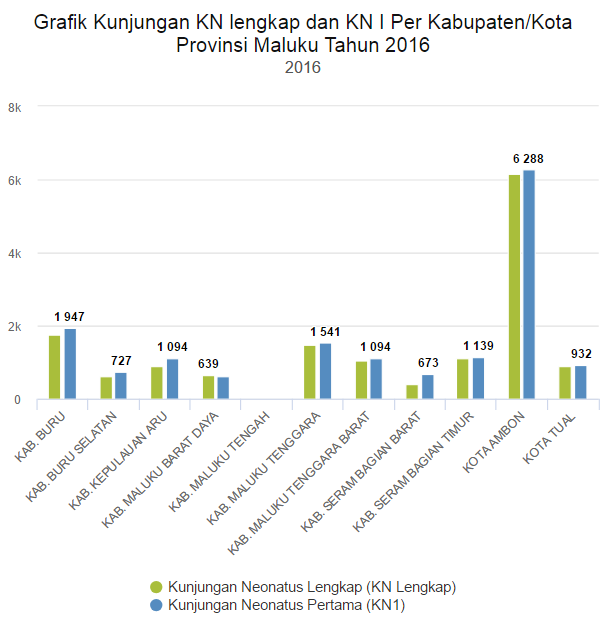 Grafik Kunjungan KN lengkap dan KN I Per Kabupaten/Kota
Provinsi Maluku Tahun 2016
2016
8k
6k
4k
2k
0
1 947
727
1 094
639
1 541
1 094
673
1 139
6 288
932
KAB. BURU
KAB. BURU SELATAN
KAB. KEPULAUAN ARU
KAB. MALUKU BARAT DAYA
KAB. MALUKU TENGAH
KAB. MALUKU TENGGARA
KAB. MALUKU TENGGARA BARAT
KAB. SERAM BAGIAN BARAT
KAB. SERAM BAGIAN TIMUR
KOTA AMBON
KOTA TUAL
Kunjungan Neonatus Lengkap (KN Lengkap)
Kunjungan Neonatus Pertama (KN1)